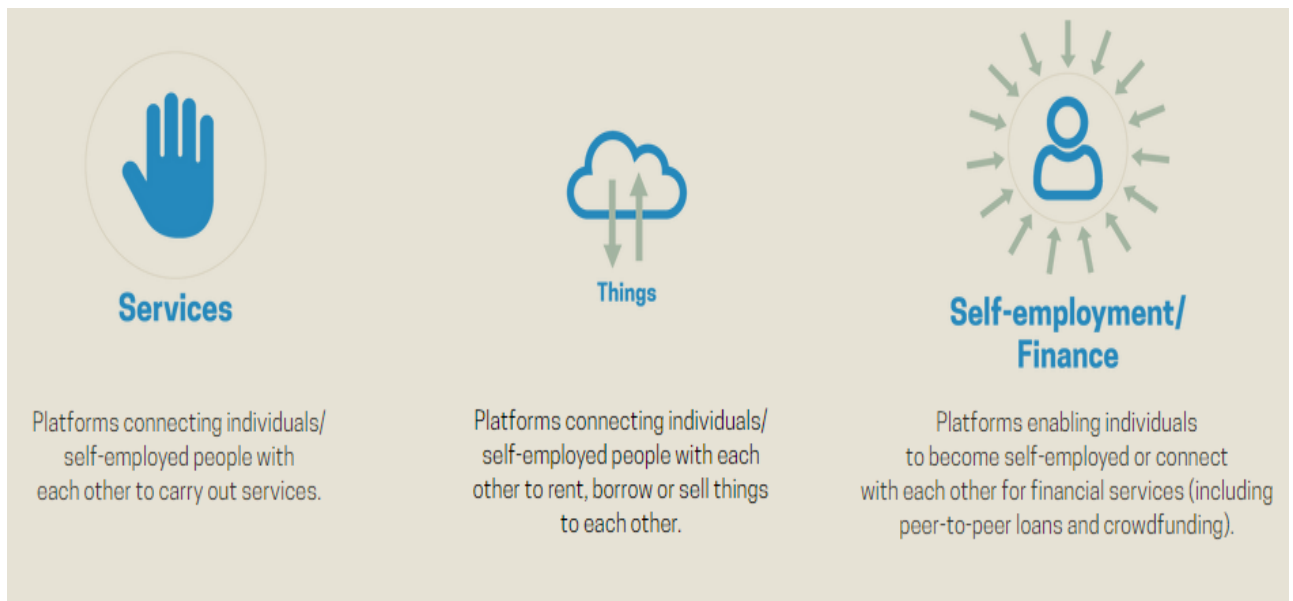 Services
Platforms connecting individuals/
self-employed people with
each other to carry out services.
Things
Platforms connecting individuals/
self-employed people with each
other to rent, borrow or sell things
to each other.
Self-employment/
Finance
Platforms enabling individuals
to become self-employed or connect
with each other for financial services (including
peer-to-peer loans and crowdfunding).